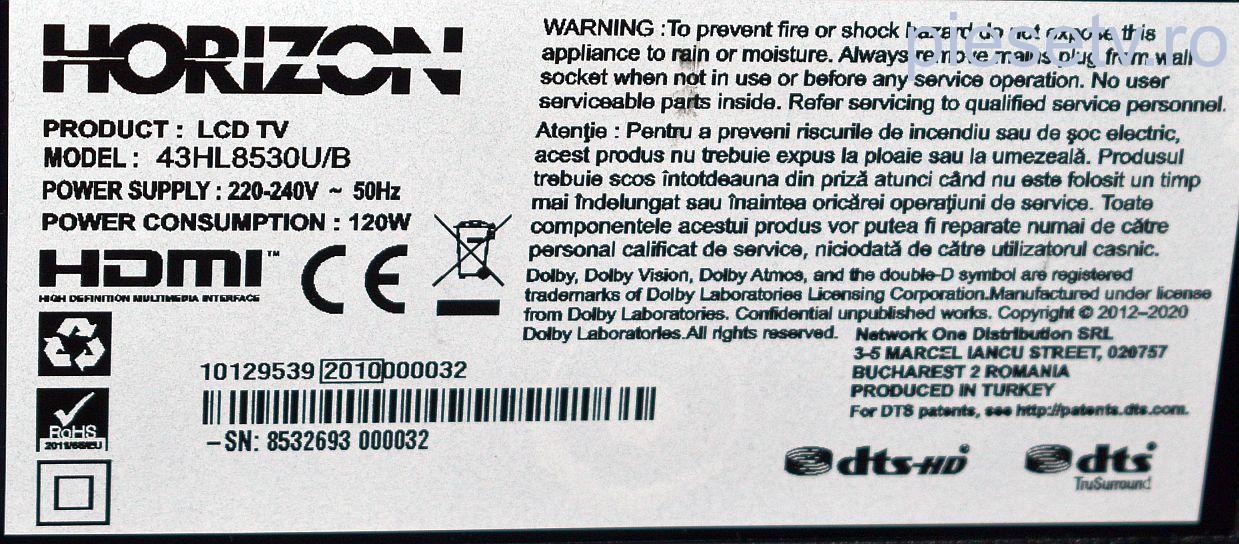 HORIZON
PRODUCT : LCD TV
MODEL : 43HL8530U/B
POWER SUPPLY : 220-240V ~ 50Hz
POWER CONSUMPTION : 120W
HDMI™
HIGH DEFINITION MULTIMEDIA INTERFACE
CE
RoHS
2011/65/EU
10129539 2010000032
–SN: 8532693 000032
WARNING :To prevent fire or shock hazard do not expose this
appliance to rain or moisture. Always remove mains plug from wall
socket when not in use or before any service operation. No user
serviceable parts inside. Refer servicing to qualified service personnel.
Atenţie : Pentru a preveni riscurile de incendiu sau de şoc electric,
acest produs nu trebuie expus la ploaie sau la umezeală. Produsul
trebuie scos întotdeauna din priză atunci când nu este folosit un timp
mai îndelungat sau înaintea oricărei operaţiuni de service. Toate
componentele acestui produs vor putea fi reparate numai de către
personal calificat de service, niciodată de către utilizatorul casnic.
Dolby, Dolby Vision, Dolby Atmos, and the double-D symbol are registered
trademarks of Dolby Laboratories Licensing Corporation.Manufactured under license
from Dolby Laboratories. Confidential unpublished works. Copyright © 2012-2020
Dolby Laboratories.All rights reserved.
Network One Distribution SRL
3-5 MARCEL IANCU STREET, 020757
BUCHAREST 2 ROMANIA
PRODUCED IN TURKEY
For DTS patents, see http://patents.dts.com.
dts-HD
dts
TruSurround
piesetv.ro